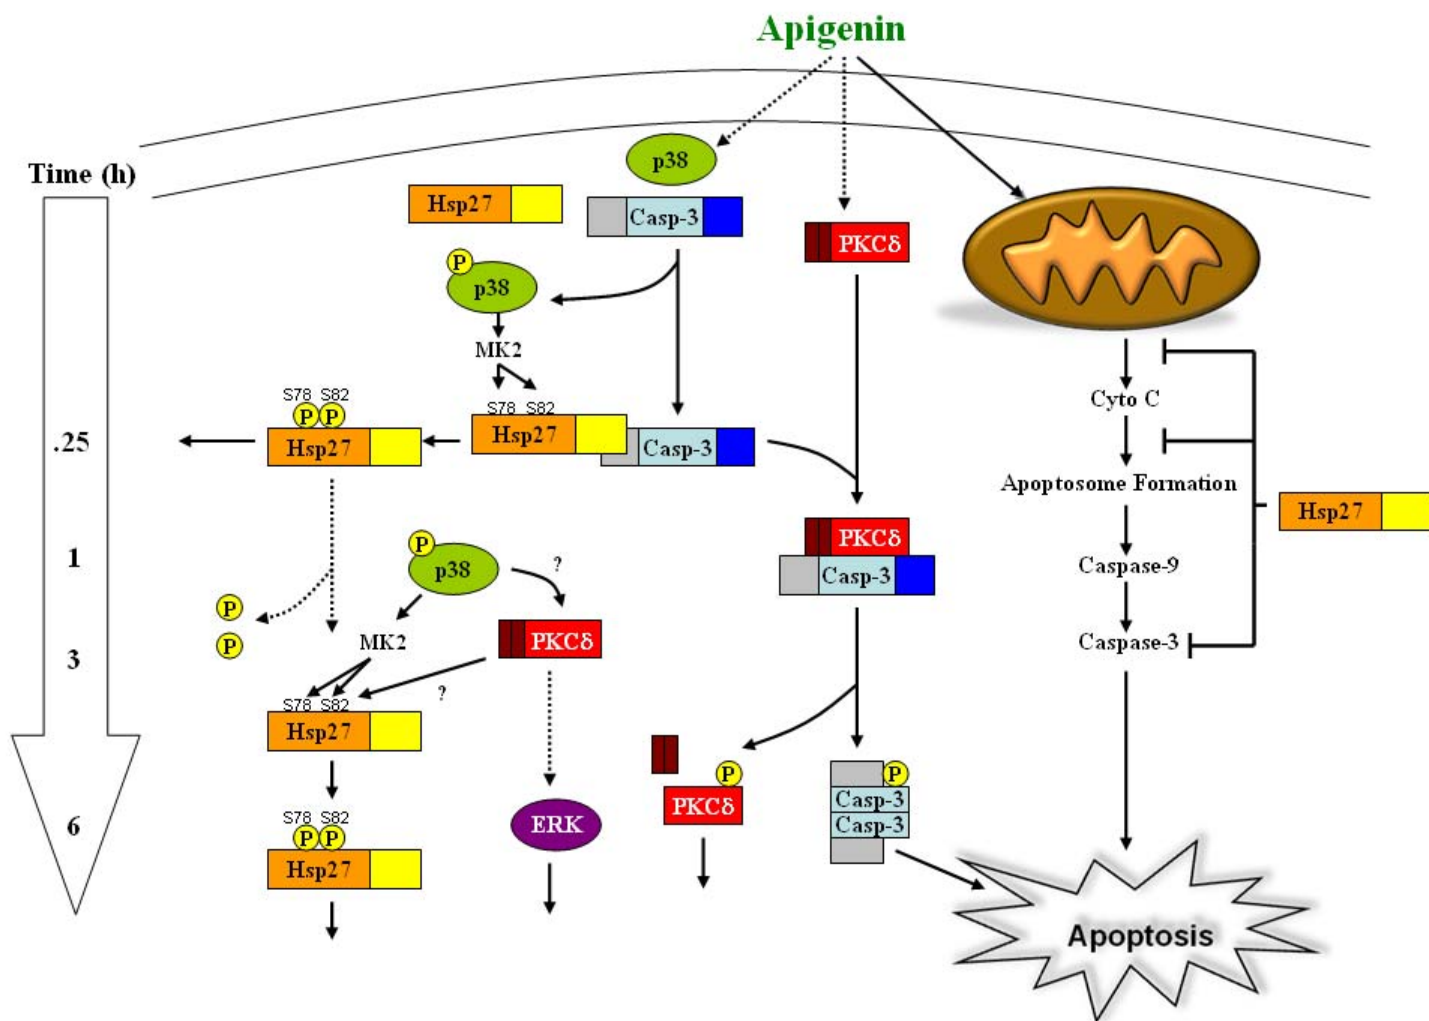 Apigenin
Time (h)
p38
Hsp27
Casp-3
PKCδ
P
p38
MK2
S78 S82
P P
Hsp27
S78 S82
Hsp27
Casp-3
.25
Cyto C
Apoptosome Formation
Hsp27
PKCδ
Casp-3
P
p38
?
1
Caspase-9
P
P
MK2
PKCδ
3
Caspase-3
?
S78 S82
Hsp27
P
PKCδ
P
Casp-3
Casp-3
ERK
6
S78 S82
P P
Hsp27
Apoptosis